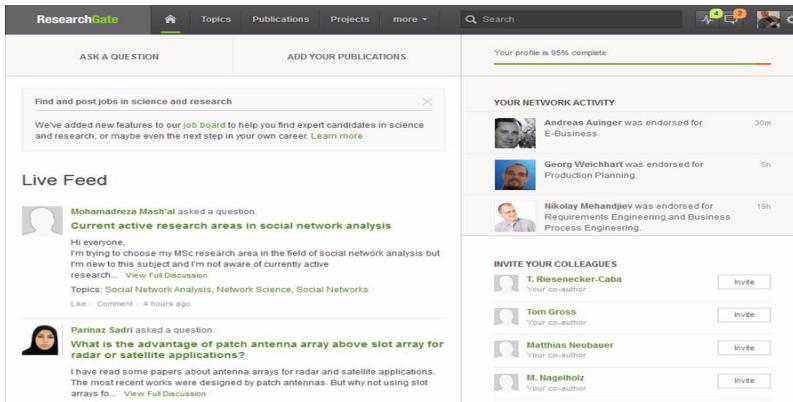 ResearchGate
Topics
Publications
Projects
more
Search
4
2
ASK A QUESTION
ADD YOUR PUBLICATIONS
Your profile is 95% complete.
Find and post jobs in science and research
We've added new features to our job board to help you find expert candidates in science
and research, or maybe even the next step in your own career. Learn more
Live Feed
Mohamadreza Mash'al asked a question.
Current active research areas in social network analysis
Hi everyone,
I'm trying to choose my MSc research area in the field of social network analysis but
I'm new to this subject and I'm not aware of currently active
research... View Full Discussion
Topics: Social Network Analysis, Network Science, Social Networks
Like · Comment · 4 hours ago
Parinaz Sadri asked a question.
What is the advantage of patch antenna array above slot array for
radar or satellite applications?
I have read some papers about antenna arrays for radar and satellite applications.
The most recent works were designed by patch antennas. But why not using slot
arrays fo... View Full Discussion
YOUR NETWORK ACTIVITY
Andreas Auinger was endorsed for
E-Business.
30m
Georg Weichhart was endorsed for
Production Planning.
5h
Nikolay Mehandjiev was endorsed for
Requirements Engineering and Business
Process Engineering.
19h
INVITE YOUR COLLEAGUES
T. Riesenecker-Caba
Your co-author
Invite
Tom Gross
Your co-author
Invite
Matthias Neubauer
Your co-author
Invite
M. Nagelholz
Your co-author
Invite